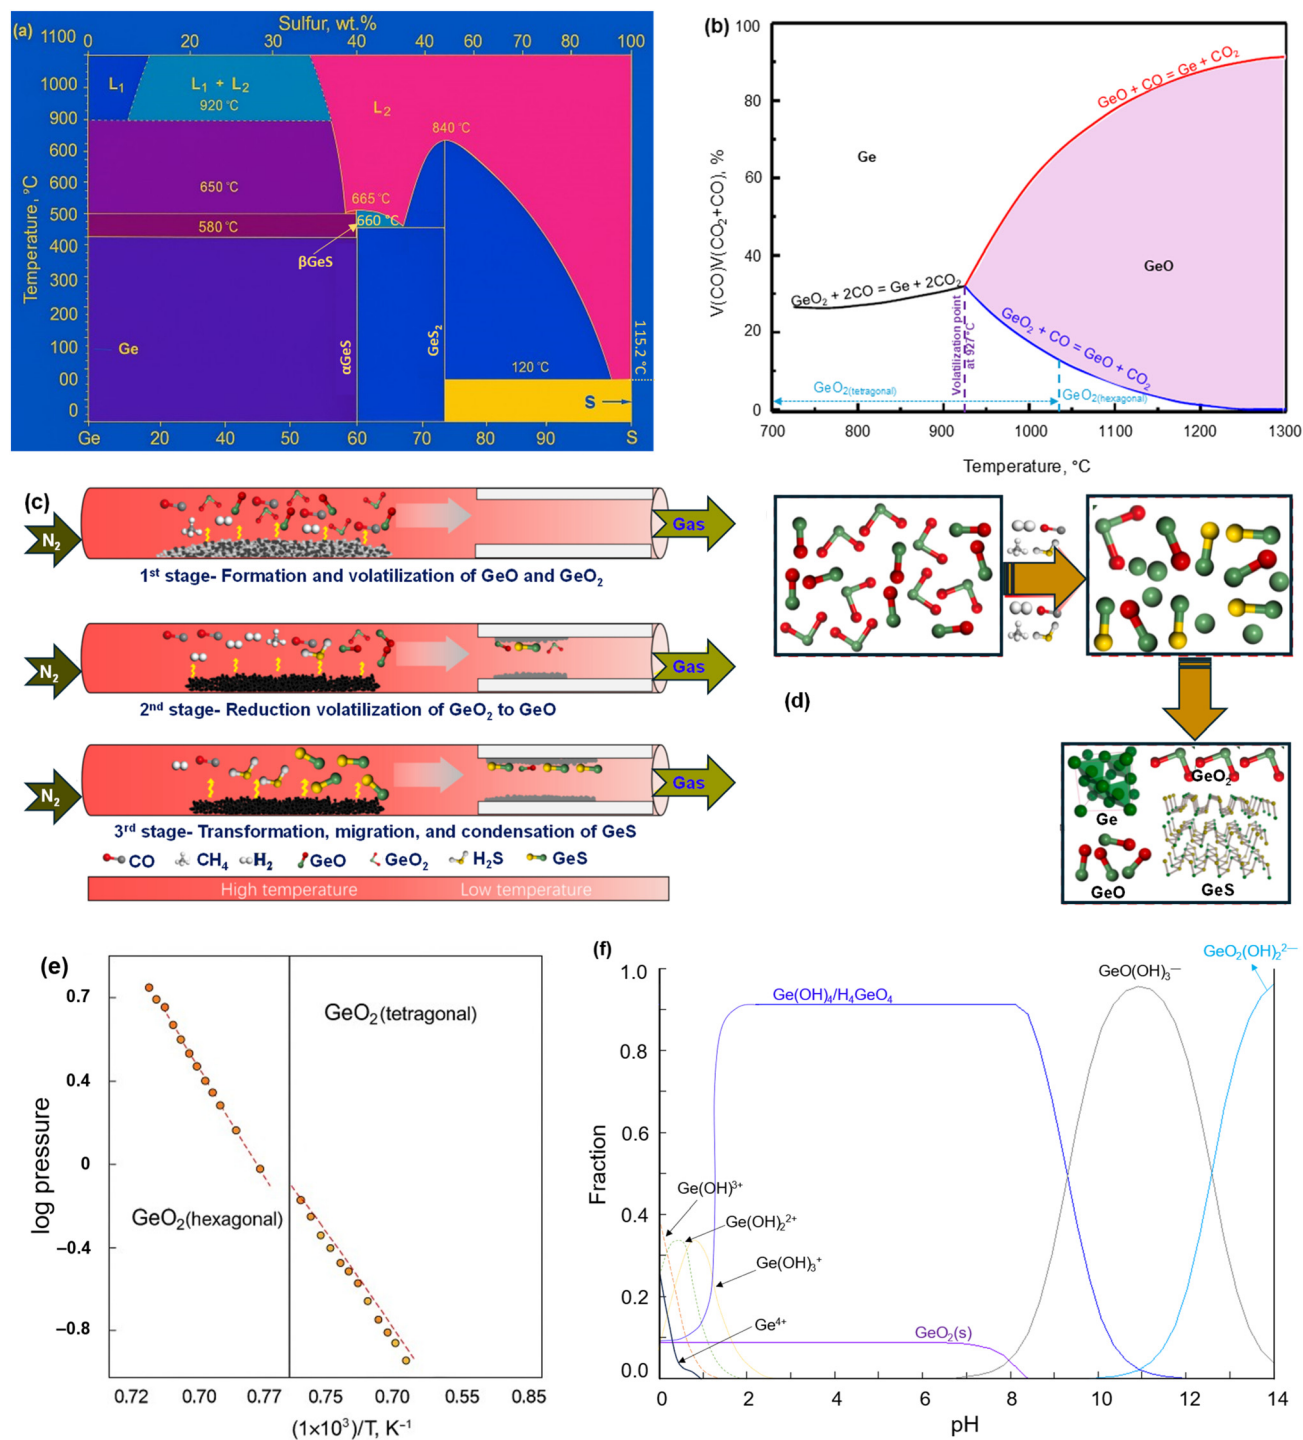 (a)
Sulfur, wt.%
0 20 30 40 40 60 70 80 100
1100
1000
900
600
600
500
400
300
200
100
00
0
Temperature, °C
L1
L1 + L2
920 °C
L2
840 °C
650 °C
665 °C
660 °C
580 °C
βGeS
Ge
αGeS
GeS2
120 °C
115.2 °C
S
Ge 20 40 50 60 70 80 90 S
(b)
100
80
60
40
20
0
V(CO)V(CO2+CO), %
GeO + CO = Ge + CO2
Ge
GeO
GeO2 + 2CO = Ge + 2CO2
Volatilization point
at 927 °C
GeO2 + CO = GeO + CO2
GeO2(tetragonal)
GeO2(hexagonal)
700 800 900 1000 1100 1200 1300
Temperature, °C
(c)
N2
Gas
1st stage- Formation and volatilization of GeO and GeO2
N2
Gas
2nd stage- Reduction volatilization of GeO2 to GeO
N2
Gas
3rd stage- Transformation, migration, and condensation of GeS
CO CH4 H2 GeO GeO2 H2S GeS
High temperature Low temperature
(d)
GeO2
Ge
GeO
GeS
(e)
0.7
0.4
0
–0.4
–0.8
log pressure
GeO2(tetragonal)
GeO2(hexagonal)
0.72 0.70 0.77 0.75 0.70 0.55 0.85
(1×10³)/T, K⁻¹
(f)
GeO2(OH)2²—
GeO(OH)3—
Ge(OH)4/H4GeO4
1.0
0.8
0.6
0.4
0.2
0.0
Fraction
Ge(OH)³⁺
Ge(OH)2²⁺
Ge(OH)3⁺
Ge⁴⁺
GeO2(s)
0 2 4 6 8 10 12 14
pH